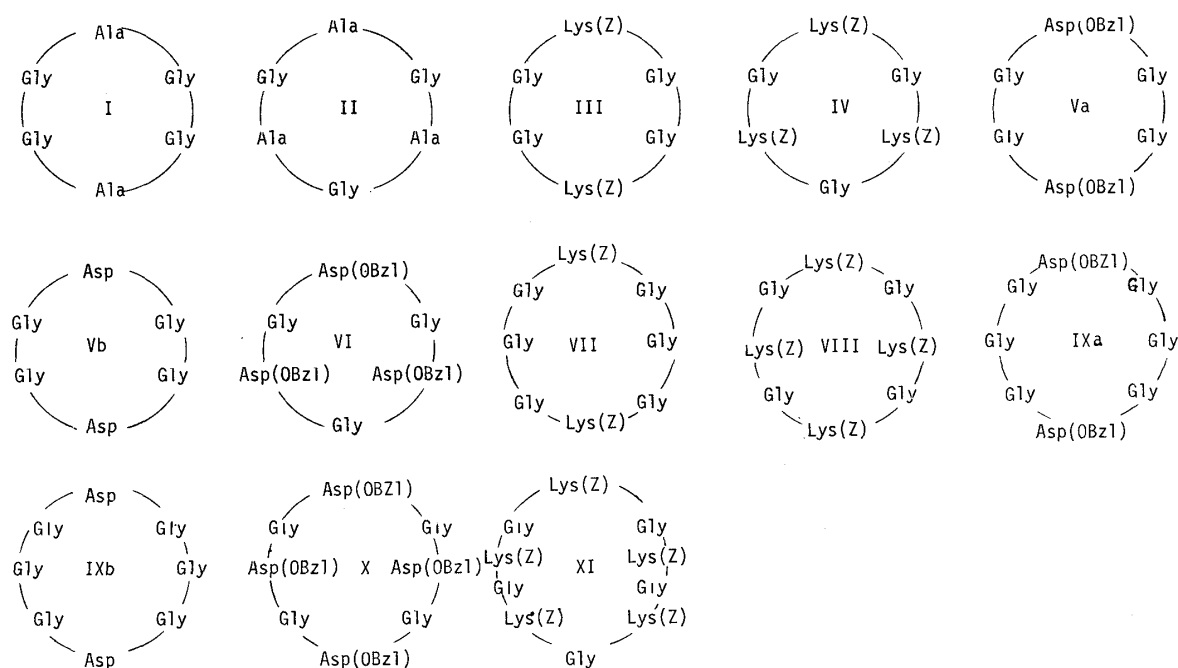 Ala
Gly Gly
I
Gly Gly
Ala
Ala
Gly Gly
II
Ala Ala
Gly
Lys(Z)
Gly Gly
III
Gly Gly
Lys(Z)
Lys(Z)
Gly Gly
IV
Lys(Z) Lys(Z)
Gly
Asp(OBzl)
Gly Gly
Va
Gly Gly
Asp(OBzl)
Asp
Gly Gly
Vb
Gly Gly
Asp
Asp(OBzl)
Gly Gly
VI
Asp(OBzl) Asp(OBzl)
Gly
Lys(Z)
Gly Gly
Gly VII Gly
Gly Gly
Lys(Z)
Lys(Z)
Gly Gly
Lys(Z) VIII Lys(Z)
Gly Gly
Lys(Z)
Asp(OBZl)
Gly Gly
Gly IXa Gly
Gly Gly
Asp(OBzl)
Asp
Gly Gly
Gly IXb Gly
Gly Gly
Asp
Asp(OBZl)
Gly Gly
Asp(OBzl) X Asp(OBzl)
Gly Gly
Asp(OBzl)
Lys(Z)
Gly Gly
Lys(Z) XI Lys(Z)
Gly Gly
Lys(Z) Lys(Z)
Gly